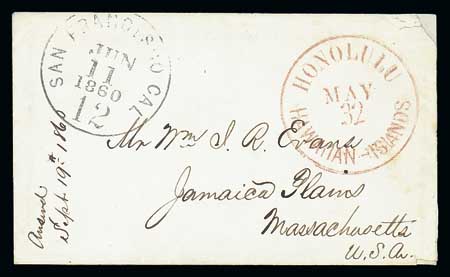 SAN FRANCISCO CAL
JUN
11
1860
12
HONOLULU
MAY
32
HAWAIIAN-ISLANDS
Mr Wm J. R. Evans
Jamaica Plains
Massachusetts
U.S.A.
Answd
Sept 19th 1860